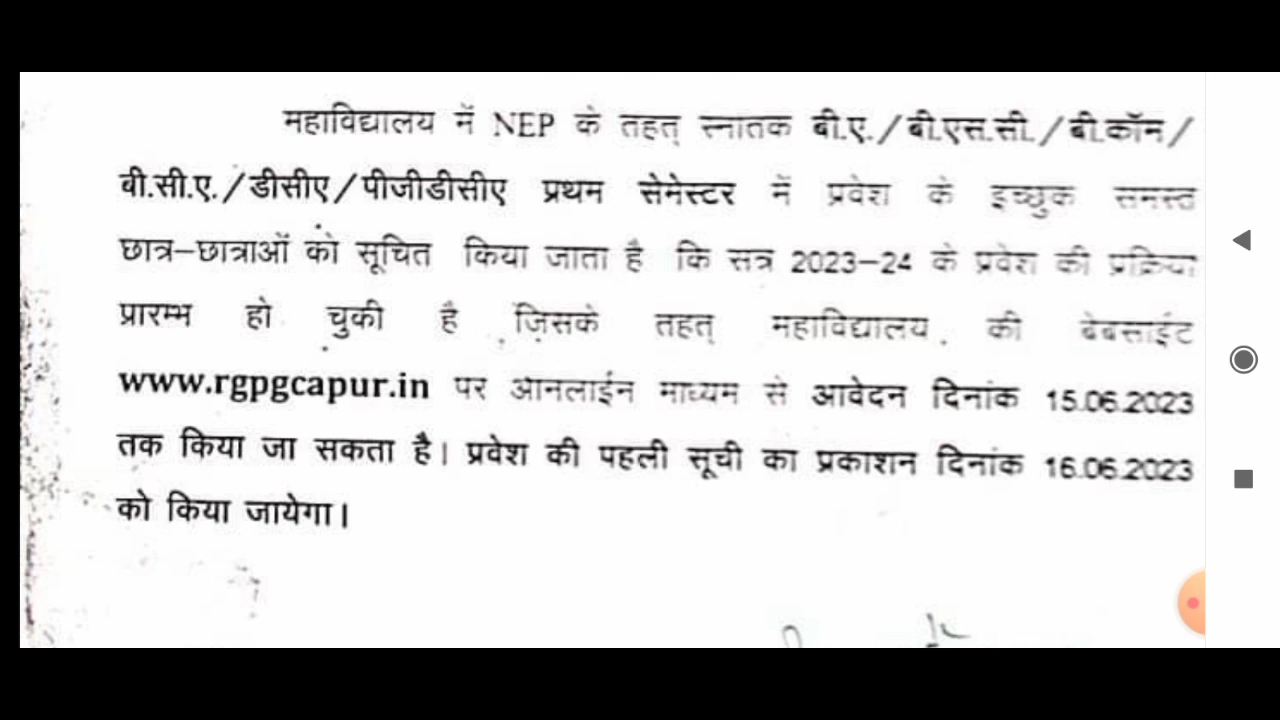 महाविद्यालय में NEP के तहत् स्नातक बी.ए./बी.एस.सी./बी.कॉम/
बी.सी.ए./डीसीए/पीजीडीसीए प्रथम सेमेस्टर में प्रवेश के इच्छुक समस्त
छात्र-छात्राओं को सूचित किया जाता है कि सत्र 2023-24 के प्रवेश की प्रक्रिया
प्रारम्भ हो चुकी है जिसके तहत् महाविद्यालय की बेबसाईट
www.rgpgcapur.in पर आनलाईन माध्यम से आवेदन दिनांक 15.06.2023
तक किया जा सकता है। प्रवेश की पहली सूची का प्रकाशन दिनांक 16.06.2023
को किया जायेगा।